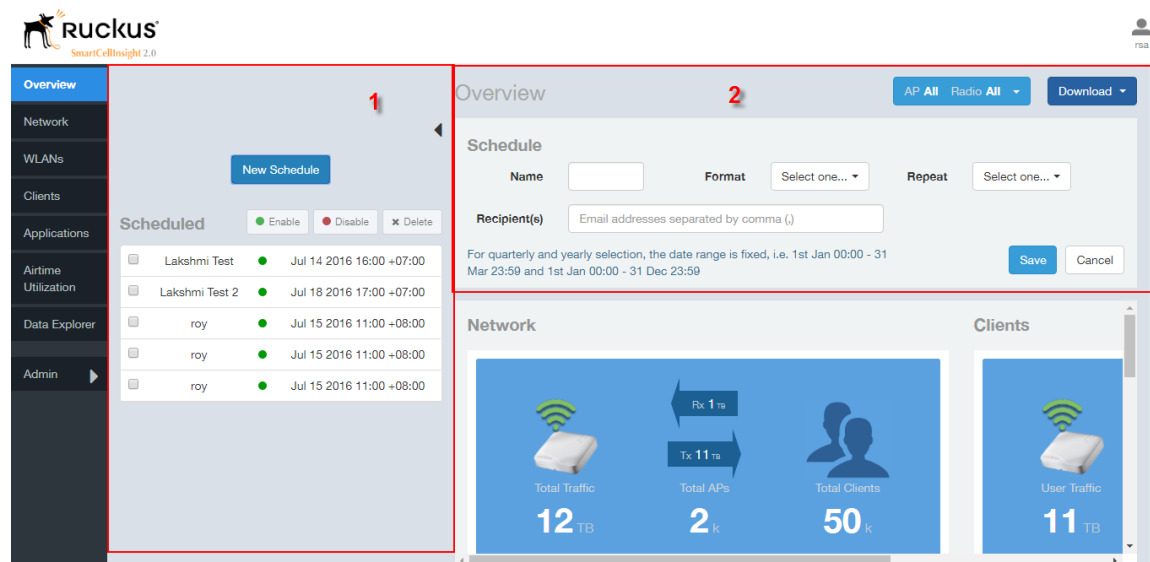 RUCKUS
SmartCellInsight 2.0
rsa
Overview
Network
WLANs
Clients
Applications
Airtime
Utilization
Data Explorer
Admin
1
New Schedule
Scheduled
Enable Disable Delete
Lakshmi Test Jul 14 2016 16:00 +07:00
Lakshmi Test 2 Jul 18 2016 17:00 +07:00
roy Jul 15 2016 11:00 +08:00
roy Jul 15 2016 11:00 +08:00
roy Jul 15 2016 11:00 +08:00
Overview 2 AP All Radio All Download
Schedule
Name Format Select one... Repeat Select one...
Recipient(s) Email addresses separated by comma (,)
For quarterly and yearly selection, the date range is fixed, i.e. 1st Jan 00:00 - 31
Mar 23:59 and 1st Jan 00:00 - 31 Dec 23:59
Save Cancel
Network
Rx 1 TB
Tx 11 TB
Total Traffic Total APs Total Clients
12 TB 2 k 50 k
Clients
User Traffic
11 TB